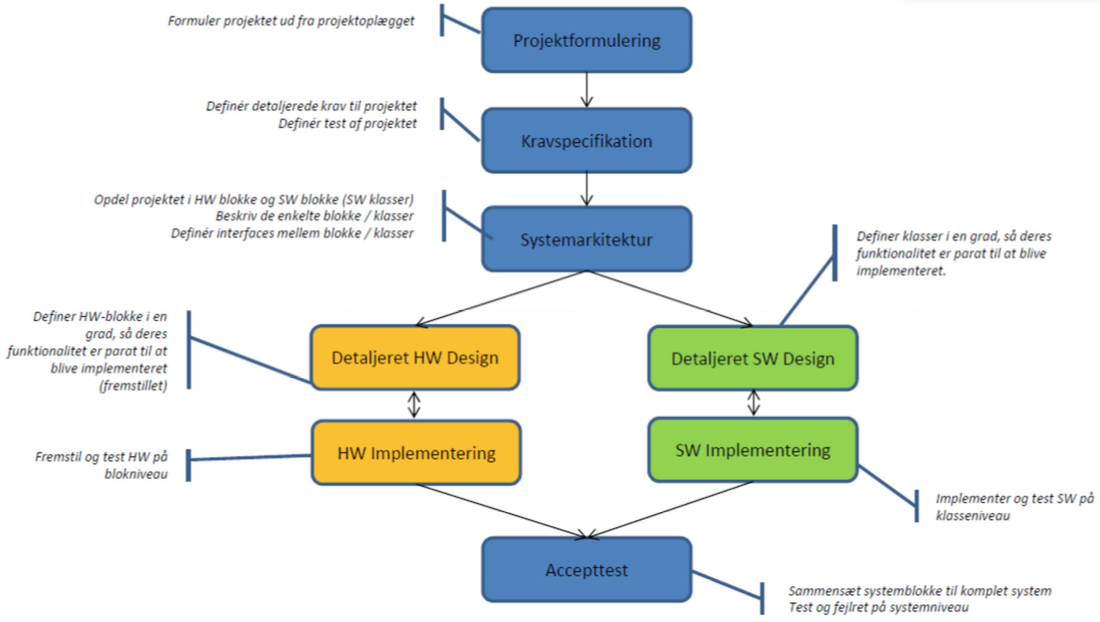 Formuler projektet ud fra projektoplægget
Projektformulering
Definér detaljerede krav til projektet
Definér test af projektet
Kravspecifikation
Opdel projektet i HW blokke og SW blokke (SW klasser)
Beskriv de enkelte blokke / klasser
Definér interfaces mellem blokke / klasser
Systemarkitektur
Definer klasser i en grad, så deres
funktionalitet er parat til at blive
implementeret.
Definer HW-blokke i en
grad, så deres
funktionalitet er parat til at
blive implementeret
(fremstillet)
Detaljeret HW Design
Detaljeret SW Design
Fremstil og test HW på
blokniveau
HW Implementering
SW Implementering
Implementer og test SW på
klasseniveau
Accepttest
Sammensæt systemblokke til komplet system
Test og fejlret på systemniveau